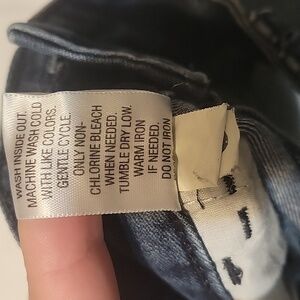 WASH INSIDE OUT.
MACHINE WASH COLD
WITH LIKE COLORS.
GENTLE CYCLE.
ONLY NON-
CHLORINE BLEACH
WHEN NEEDED.
TUMBLE DRY LOW.
WARM IRON
IF NEEDED.
DO NOT IRON